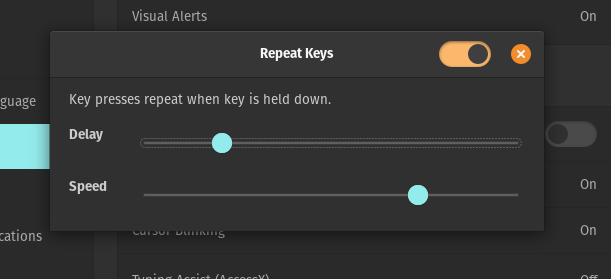 Visual Alerts On
Repeat Keys
guage
Key presses repeat when key is held down.
Delay
Speed
On
cations
Cursor Blinking On
Typing Assist (AccessX) Off